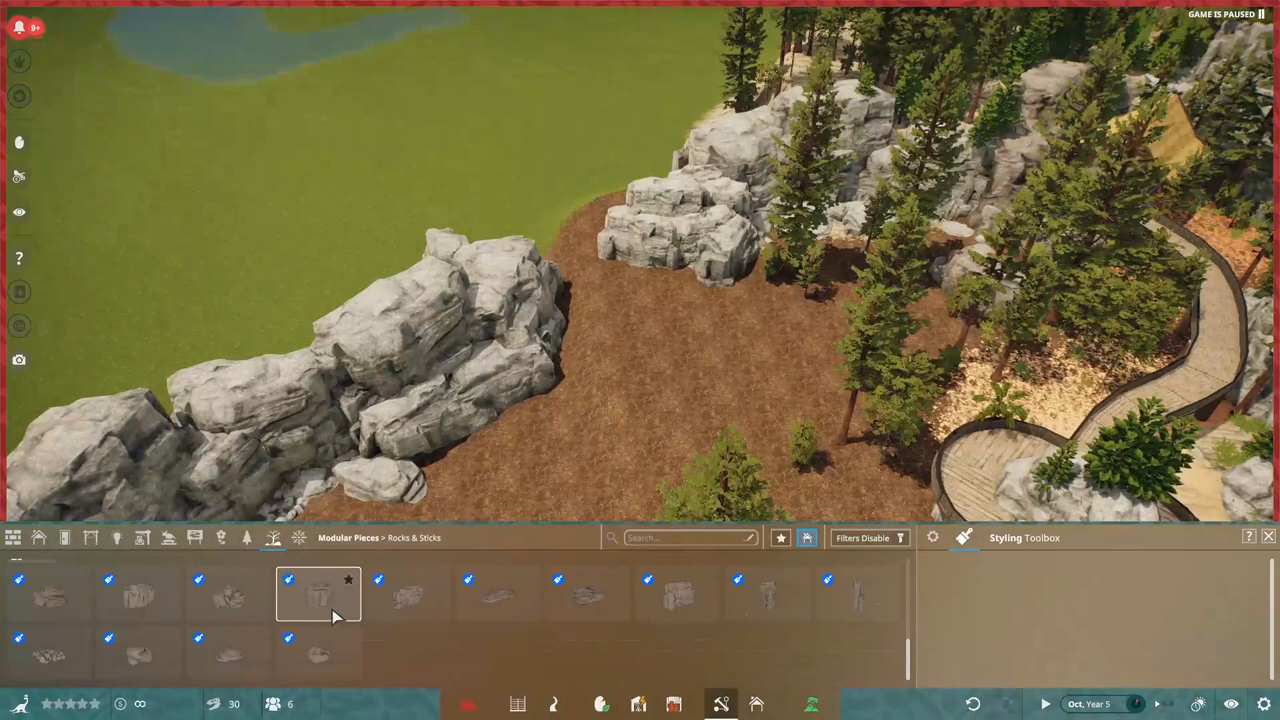 9+
GAME IS PAUSED
?
Modular Pieces > Rocks & Sticks
Search...
Filters Disable
Styling Toolbox
?
30
6
Oct, Year 5